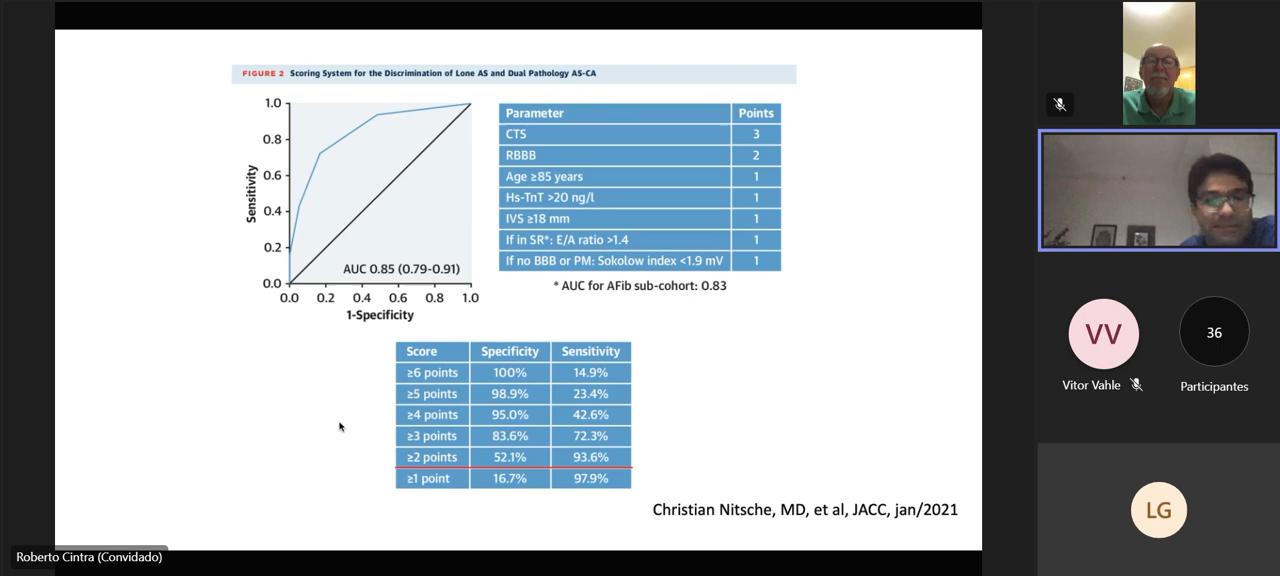 FIGURE 2 Scoring System for the Discrimination of Lone AS and Dual Pathology AS-CA
1.0
0.8
0.6
0.4
0.2
0.0
Sensitivity
AUC 0.85 (0.79-0.91)
0.0 0.2 0.4 0.6 0.8 1.0
1-Specificity
Parameter Points
CTS 3
RBBB 2
Age ≥85 years 1
Hs-TnT >20 ng/l 1
IVS ≥18 mm 1
If in SR*: E/A ratio >1.4 1
If no BBB or PM: Sokolow index <1.9 mV 1
* AUC for AFib sub-cohort: 0.83
Score Specificity Sensitivity
≥6 points 100% 14.9%
≥5 points 98.9% 23.4%
≥4 points 95.0% 42.6%
≥3 points 83.6% 72.3%
≥2 points 52.1% 93.6%
≥1 point 16.7% 97.9%
Christian Nitsche, MD, et al, JACC, jan/2021
Roberto Cintra (Convidado)
VV
Vitor Vahle
36
Participantes
LG